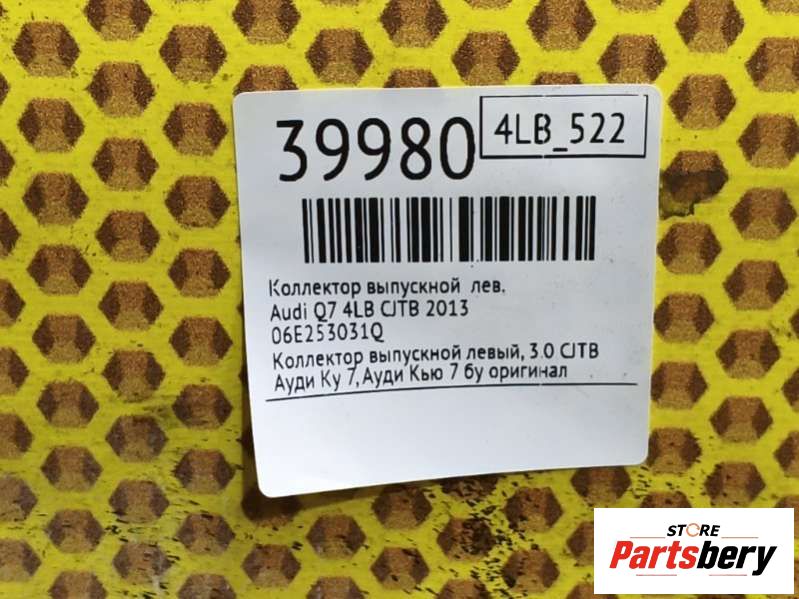 39980
4LB_522
Коллектор выпускной лев.
Audi Q7 4LB CJTB 2013
06E253031Q
Коллектор выпускной левый, 3.0 CJTB
Ауди Ку 7,Ауди Кью 7 бу оригинал
STORE
Partsbery